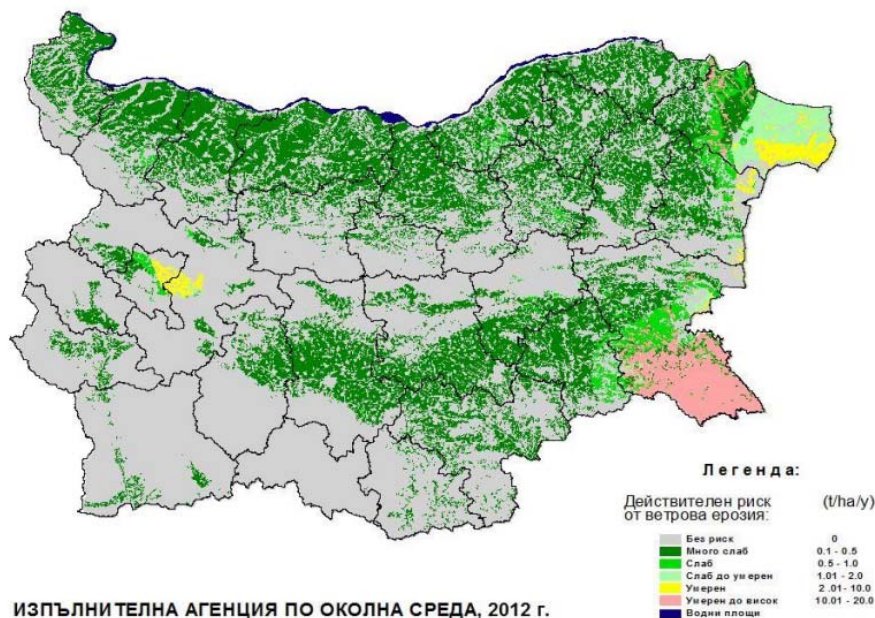 Легенда:
Действителен риск (t/ha/y)
от ветрова ерозия:
Без риск 0
Много слаб 0.1 - 0.5
Слаб 0.5 - 1.0
Слаб до умерен 1.01 - 2.0
Умерен 2.01- 10.0
Умерен до висок 10.01 - 20.0
Водни площи
ИЗПЪЛНИТЕЛНА АГЕНЦИЯ ПО ОКОЛНА СРЕДА, 2012 г.